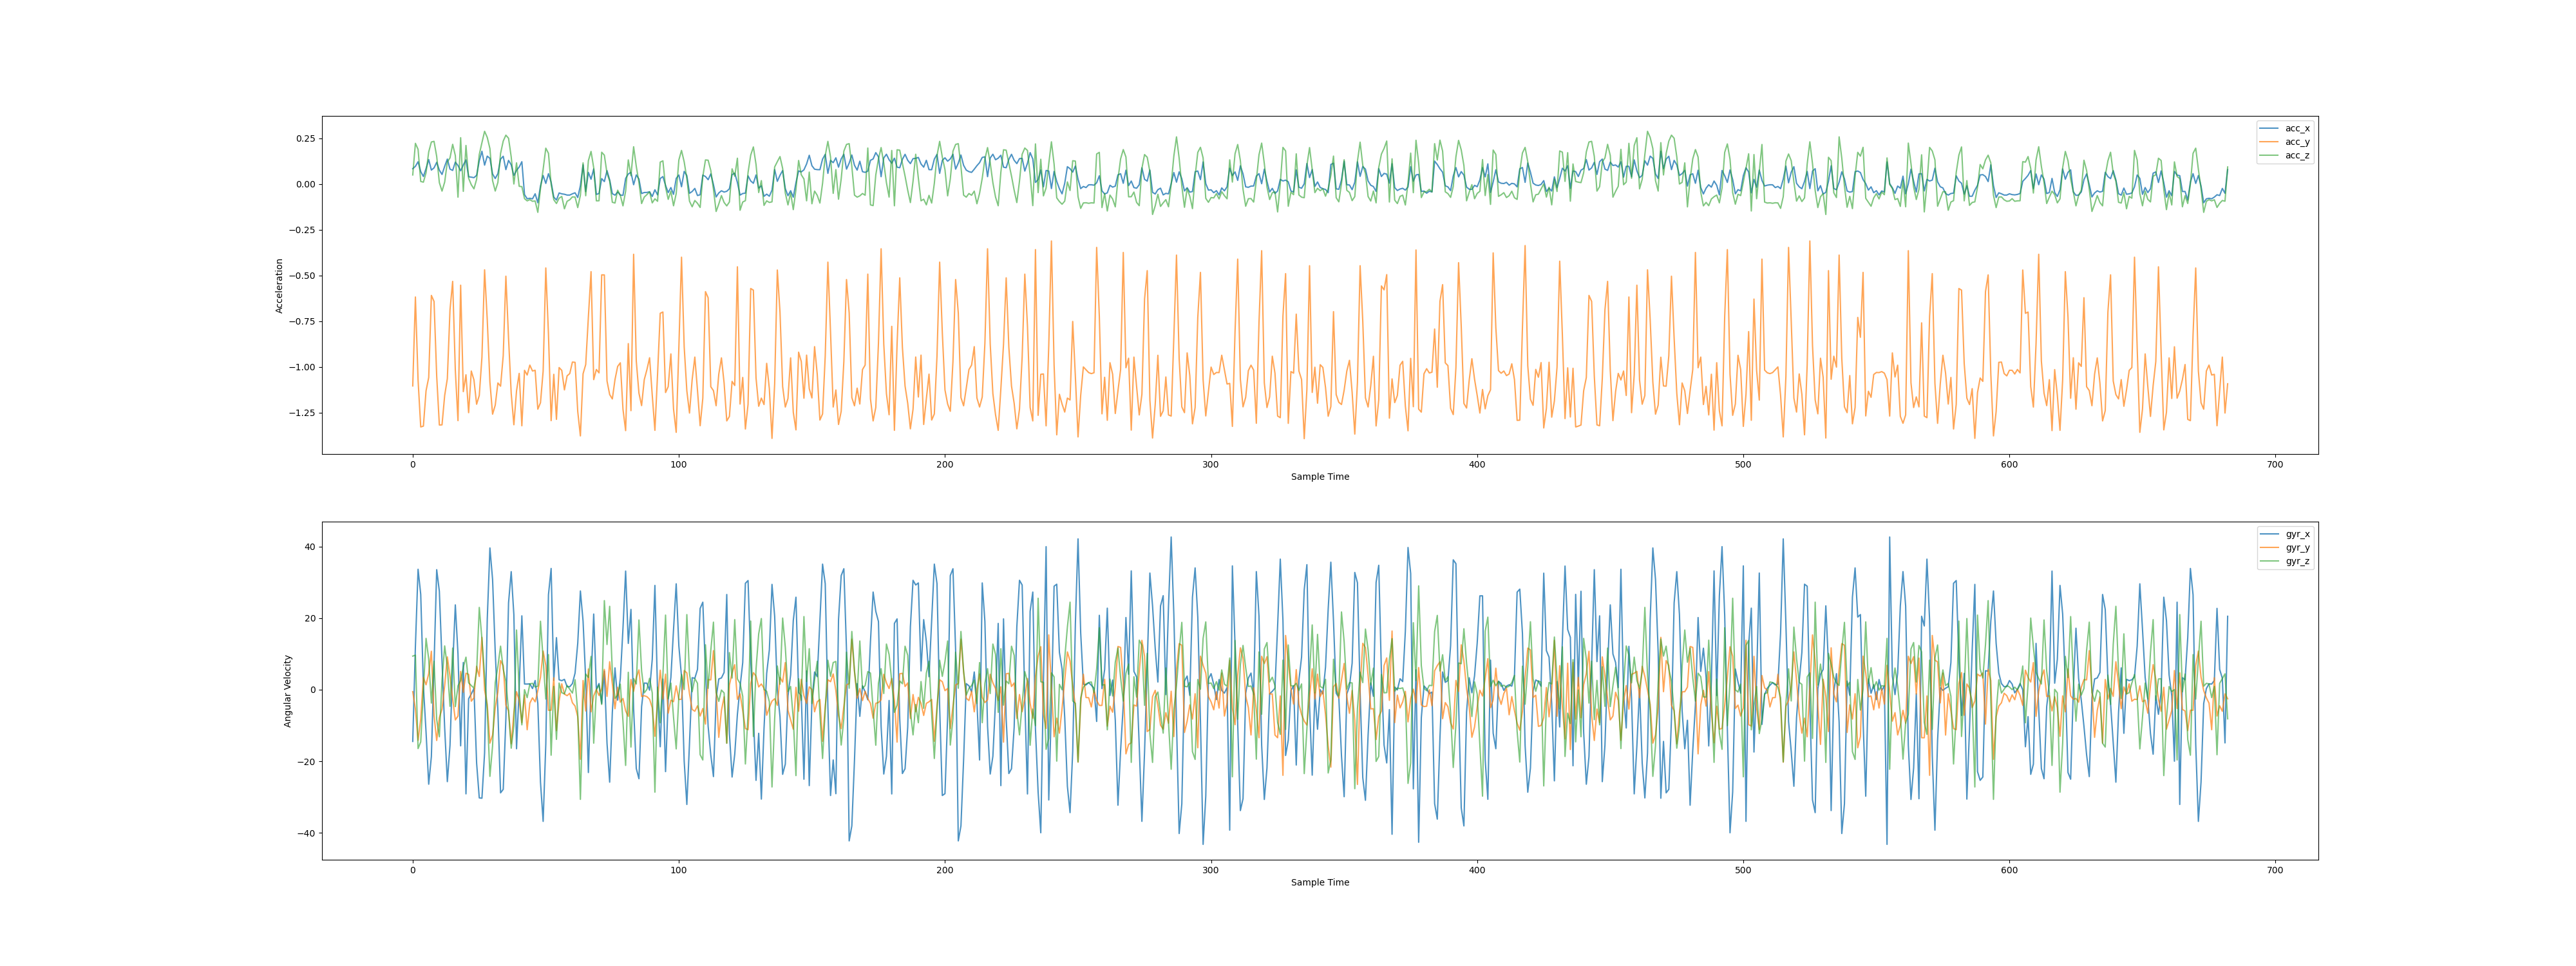 0.25
0.00
−0.25
−0.50
−0.75
−1.00
−1.25
Acceleration
0 100 200 300 400 500 600 700
Sample Time
acc_x
acc_y
acc_z
40
20
0
−20
−40
Angular Velocity
0 100 200 300 400 500 600 700
Sample Time
gyr_x
gyr_y
gyr_z